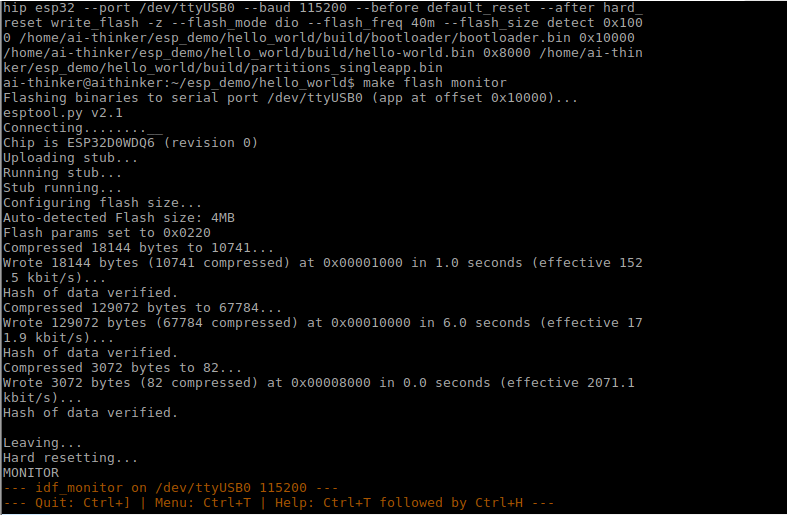 hip esp32 --port /dev/ttyUSB0 --baud 115200 --before default_reset --after hard_
reset write_flash -z --flash_mode dio --flash_freq 40m --flash_size detect 0x100
0 /home/ai-thinker/esp_demo/hello_world/build/bootloader/bootloader.bin 0x10000
/home/ai-thinker/esp_demo/hello_world/build/hello-world.bin 0x8000 /home/ai-thin
ker/esp_demo/hello_world/build/partitions_singleapp.bin
ai-thinker@aithinker:~/esp_demo/hello_world$ make flash monitor
Flashing binaries to serial port /dev/ttyUSB0 (app at offset 0x10000)...
esptool.py v2.1
Connecting........__
Chip is ESP32D0WDQ6 (revision 0)
Uploading stub...
Running stub...
Stub running...
Configuring flash size...
Auto-detected Flash size: 4MB
Flash params set to 0x0220
Compressed 18144 bytes to 10741...
Wrote 18144 bytes (10741 compressed) at 0x00001000 in 1.0 seconds (effective 152
.5 kbit/s)...
Hash of data verified.
Compressed 129072 bytes to 67784...
Wrote 129072 bytes (67784 compressed) at 0x00010000 in 6.0 seconds (effective 17
1.9 kbit/s)...
Hash of data verified.
Compressed 3072 bytes to 82...
Wrote 3072 bytes (82 compressed) at 0x00008000 in 0.0 seconds (effective 2071.1
kbit/s)...
Hash of data verified.

Leaving...
Hard resetting...
MONITOR
--- idf_monitor on /dev/ttyUSB0 115200 ---
--- Quit: Ctrl+] | Menu: Ctrl+T | Help: Ctrl+T followed by Ctrl+H ---